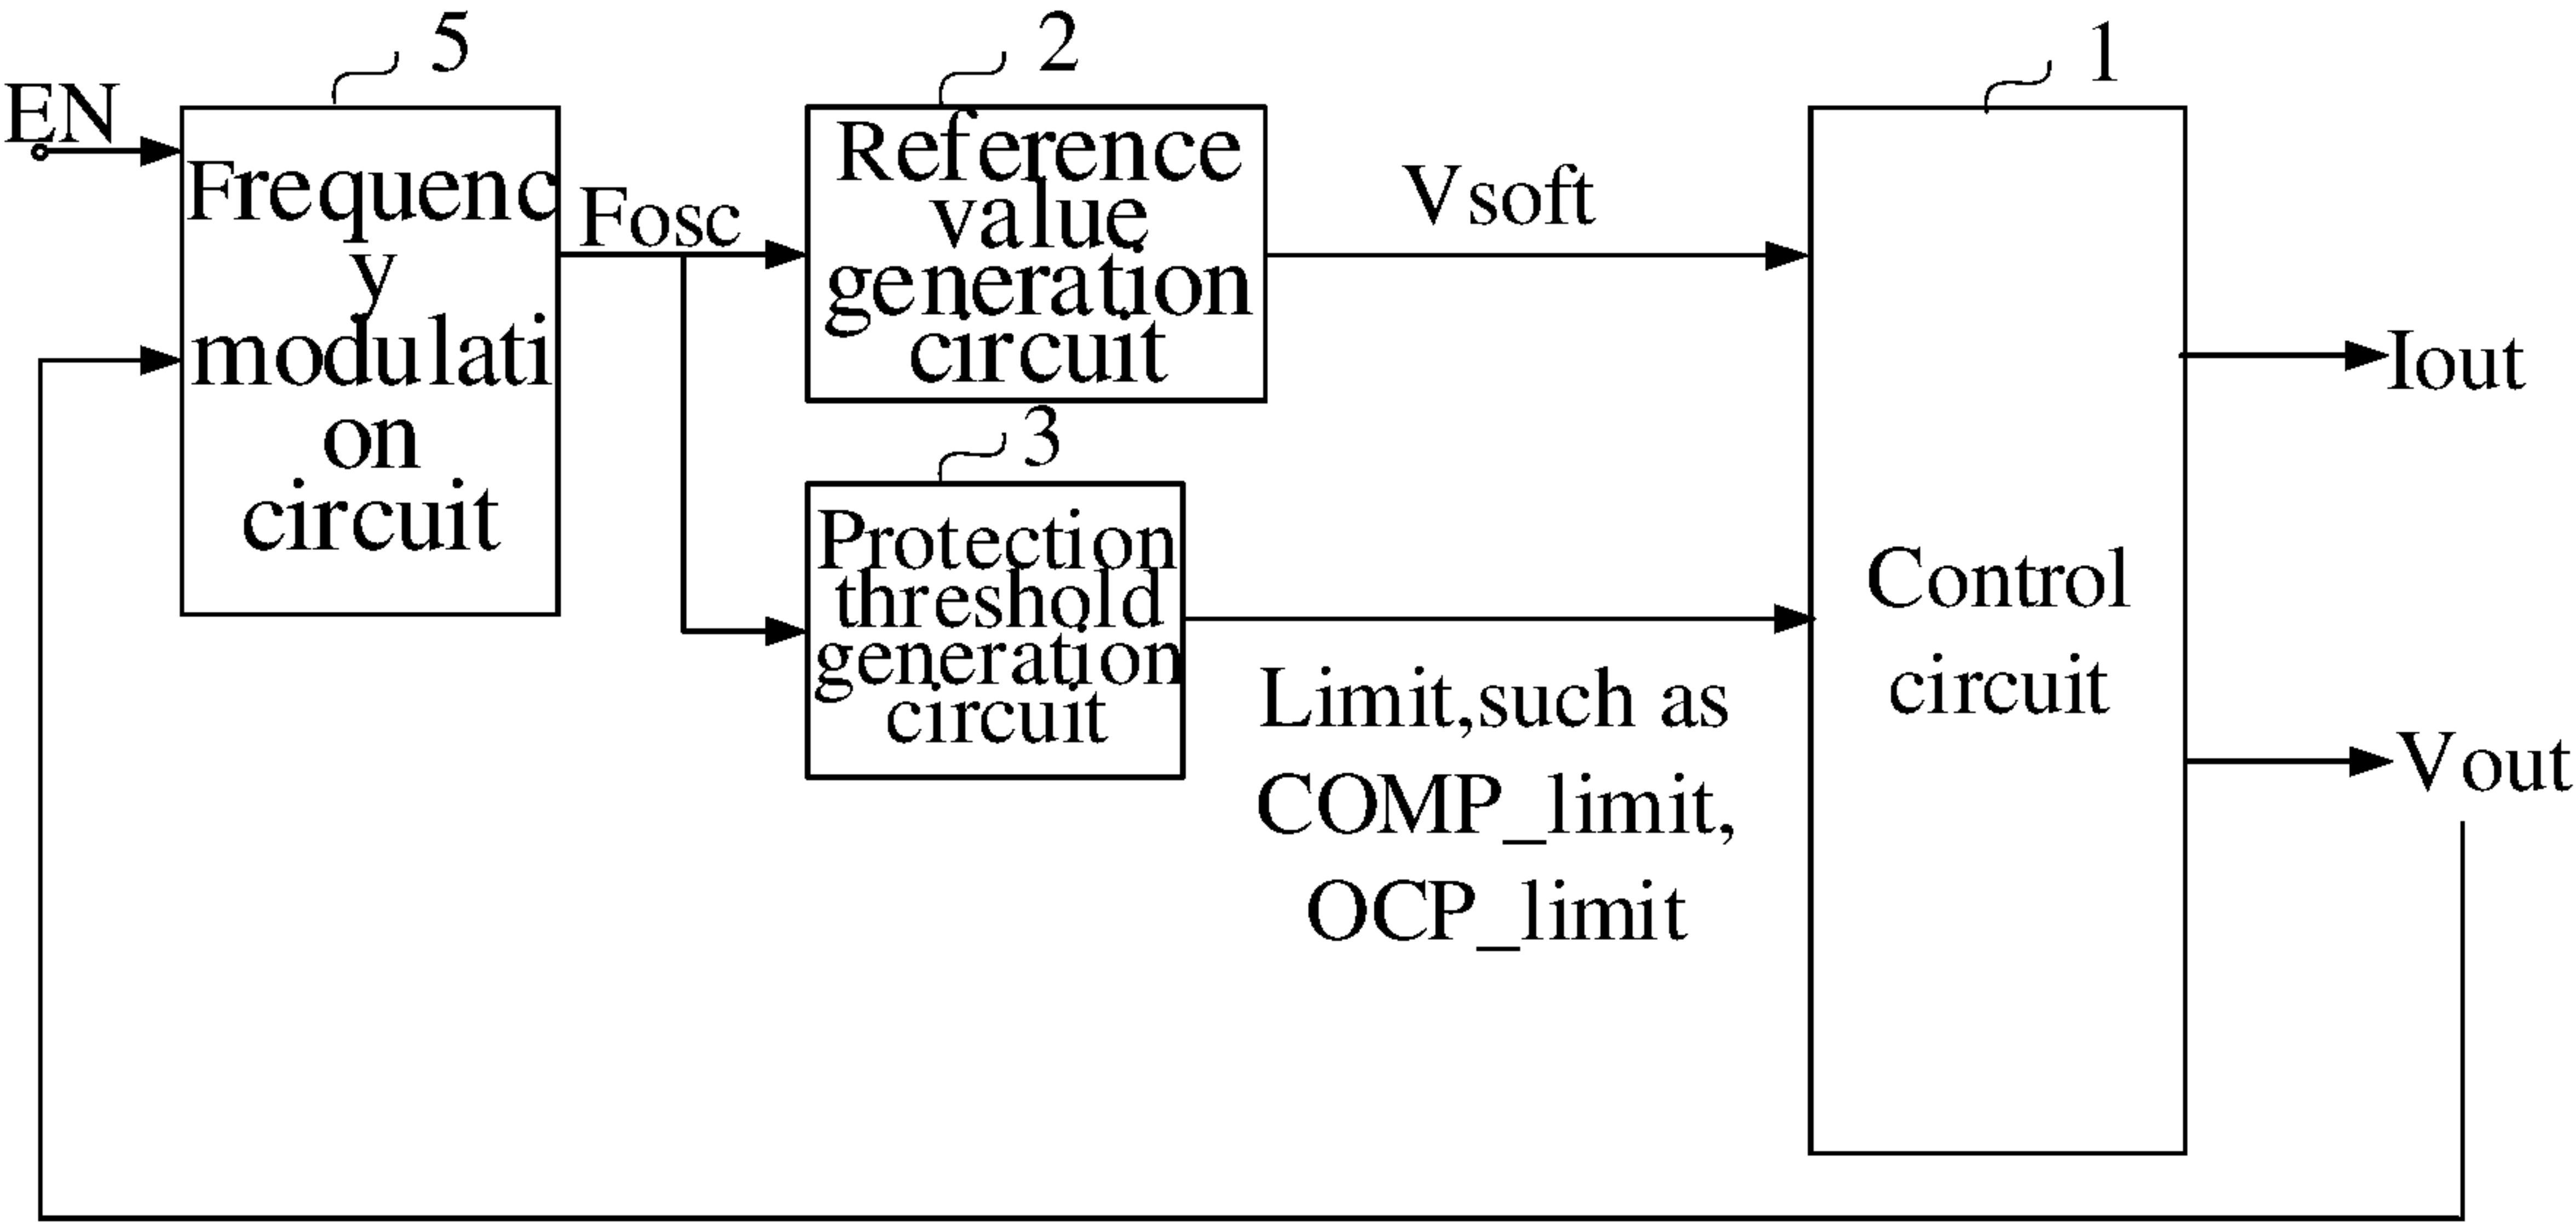 5
2
1
EN
Frequenc
y
modulati
on
circuit
Fosc
Reference
value
generation
circuit
Vsoft
Iout
3
Protection
threshold
generation
circuit
Limit,such as
COMP_limit,
OCP_limit
Control
circuit
Vout